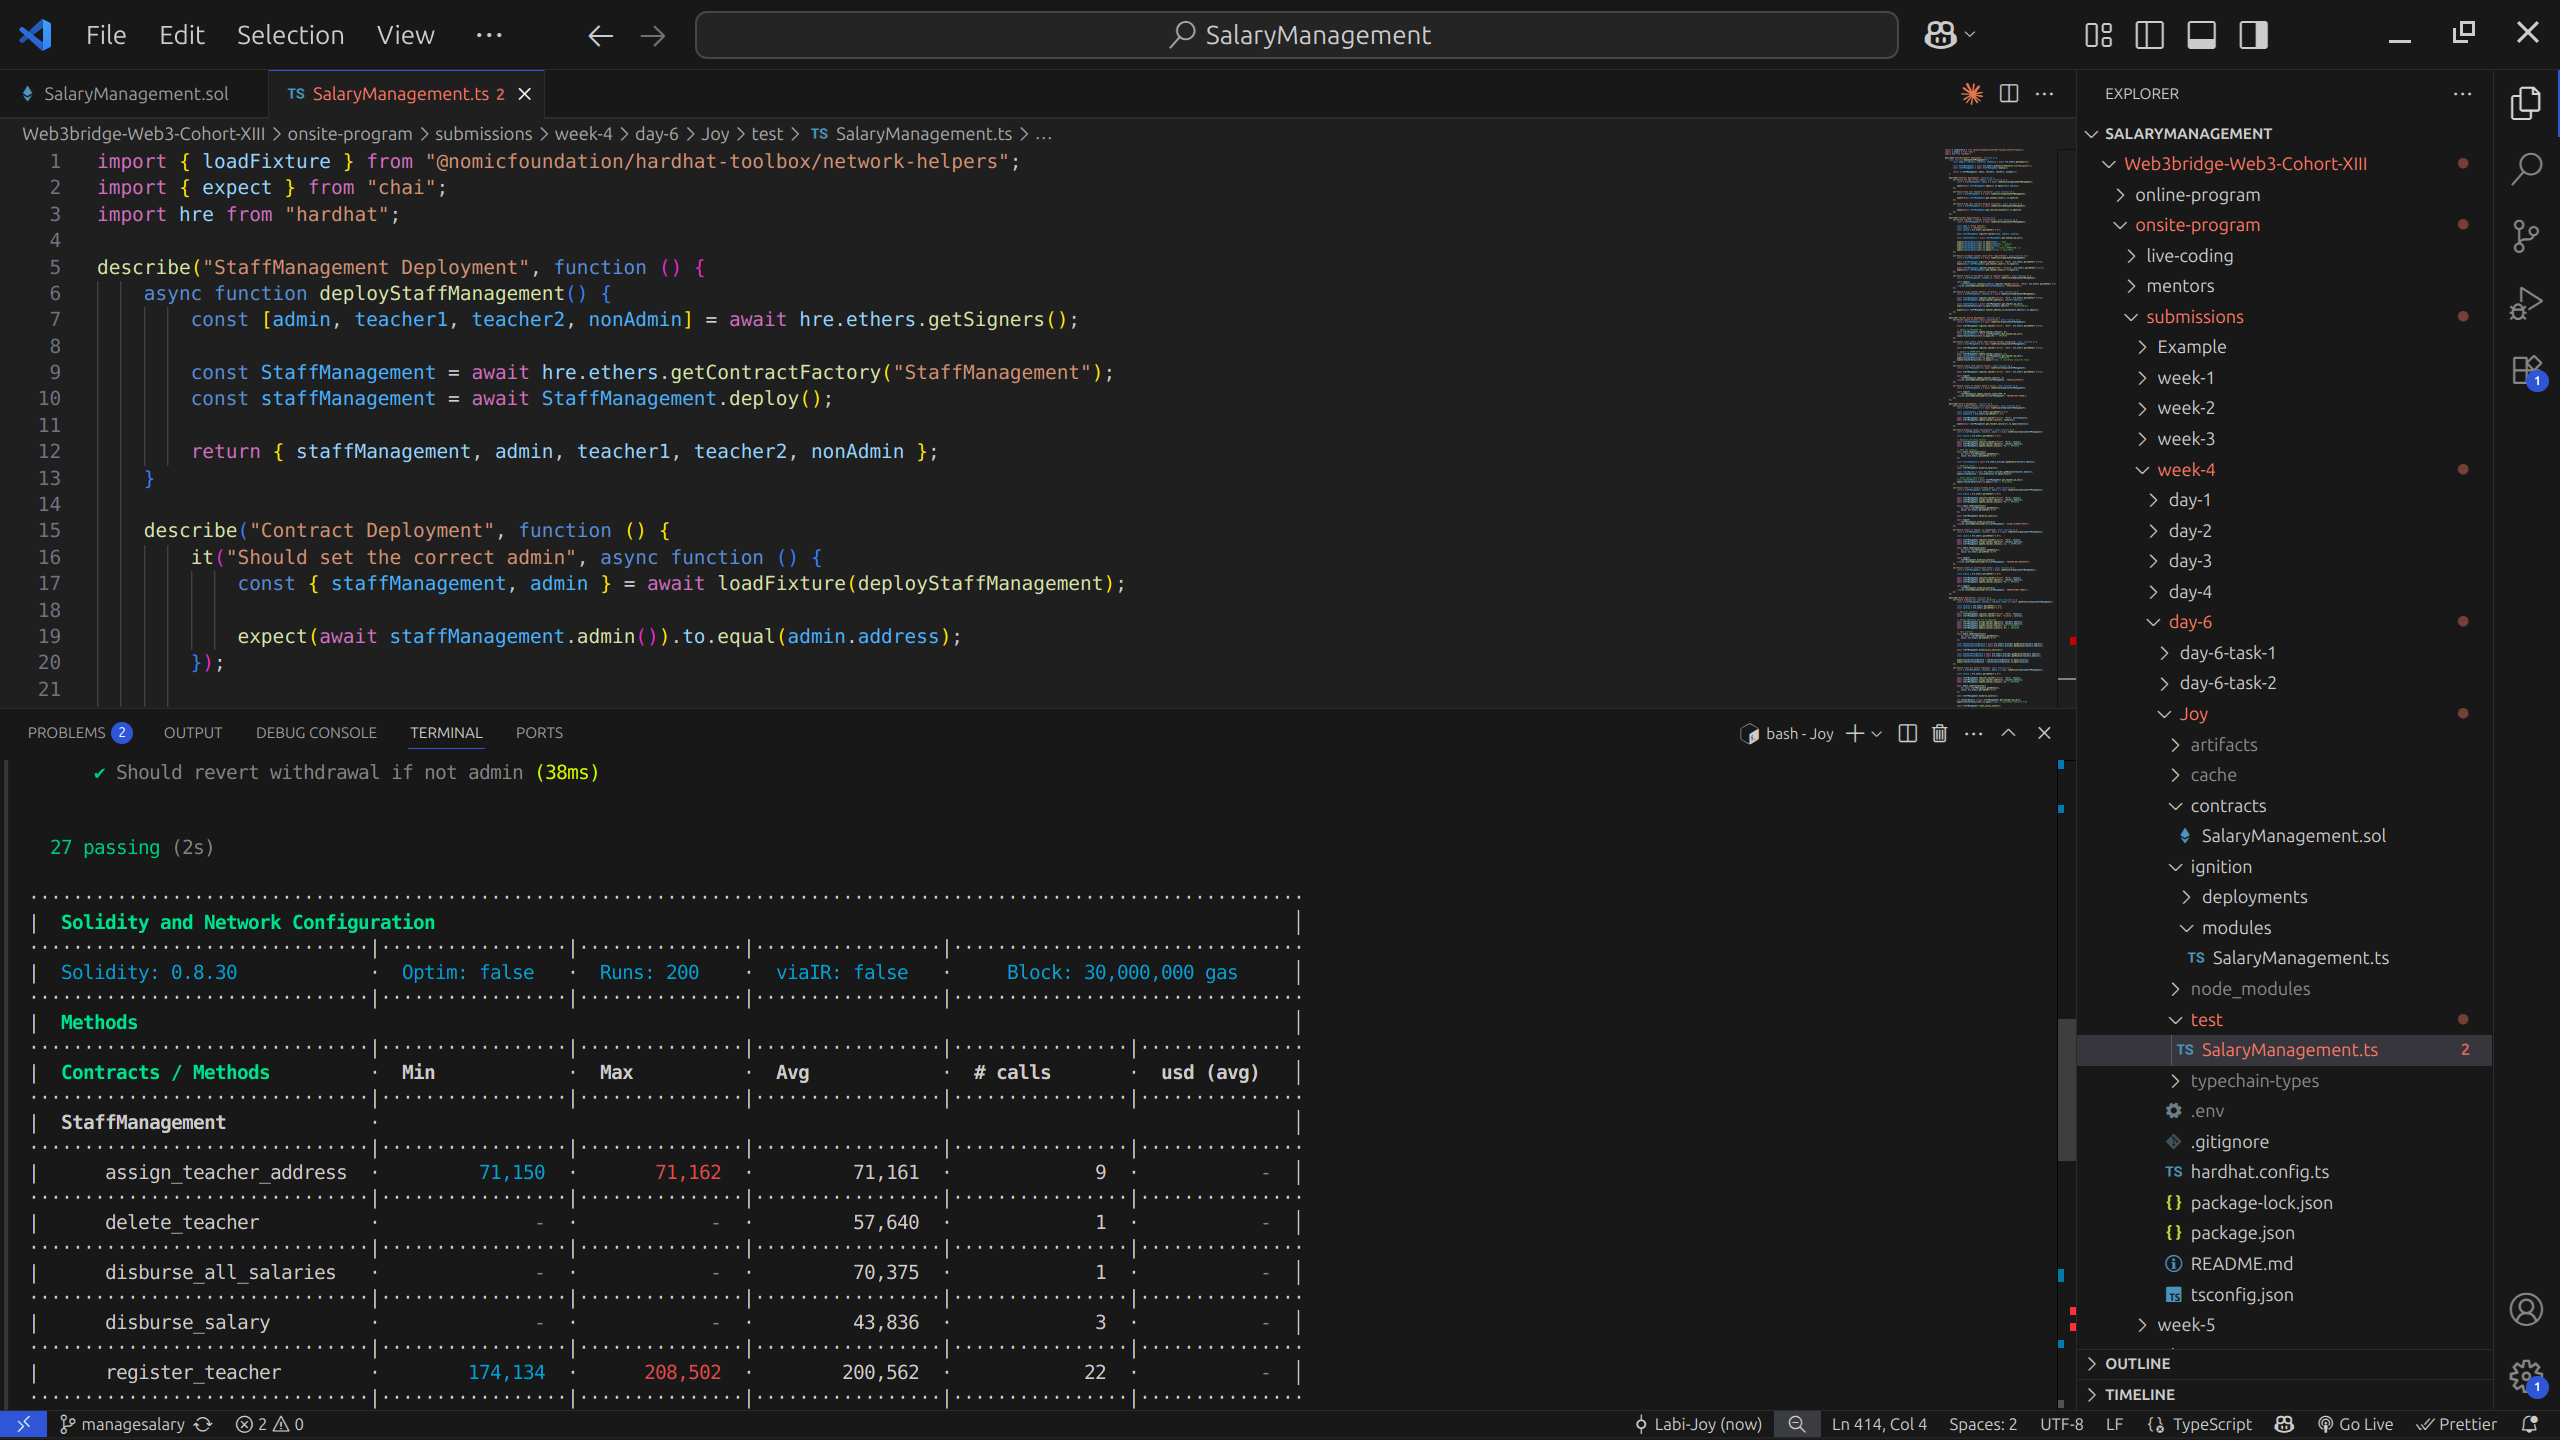 File Edit Selection View ··· SalaryManagement
SalaryManagement.sol TS SalaryManagement.ts 2
Web3bridge-Web3-Cohort-XIII > onsite-program > submissions > week-4 > day-6 > Joy > test > TS SalaryManagement.ts > ...
1 import { loadFixture } from "@nomicfoundation/hardhat-toolbox/network-helpers";
2 import { expect } from "chai";
3 import hre from "hardhat";
4
5 describe("StaffManagement Deployment", function () {
6 async function deployStaffManagement() {
7 const [admin, teacher1, teacher2, nonAdmin] = await hre.ethers.getSigners();
8
9 const StaffManagement = await hre.ethers.getContractFactory("StaffManagement");
10 const staffManagement = await StaffManagement.deploy();
11
12 return { staffManagement, admin, teacher1, teacher2, nonAdmin };
13 }
14
15 describe("Contract Deployment", function () {
16 it("Should set the correct admin", async function () {
17 const { staffManagement, admin } = await loadFixture(deployStaffManagement);
18
19 expect(await staffManagement.admin()).to.equal(admin.address);
20 });
21
PROBLEMS 2 OUTPUT DEBUG CONSOLE TERMINAL PORTS bash - Joy
✔ Should revert withdrawal if not admin (38ms)
27 passing (2s)
| Solidity and Network Configuration |
| Solidity: 0.8.30 · Optim: false · Runs: 200 · viaIR: false · Block: 30,000,000 gas |
| Methods |
| Contracts / Methods · Min · Max · Avg · # calls · usd (avg) |
| StaffManagement · |
| assign_teacher_address · 71,150 · 71,162 · 71,161 · 9 · - |
| delete_teacher · - · - · 57,640 · 1 · - |
| disburse_all_salaries · - · - · 70,375 · 1 · - |
| disburse_salary · - · - · 43,836 · 3 · - |
| register_teacher · 174,134 · 208,502 · 200,562 · 22 · - |
EXPLORER
SALARYMANAGEMENT
Web3bridge-Web3-Cohort-XIII
online-program
onsite-program
live-coding
mentors
submissions
Example
week-1
week-2
week-3
week-4
day-1
day-2
day-3
day-4
day-6
day-6-task-1
day-6-task-2
Joy
artifacts
cache
contracts
SalaryManagement.sol
ignition
deployments
modules
TS SalaryManagement.ts
node_modules
test
TS SalaryManagement.ts 2
typechain-types
.env
.gitignore
TS hardhat.config.ts
{} package-lock.json
{} package.json
README.md
tsconfig.json
week-5
OUTLINE
TIMELINE
1
1
managesalary 2 0 Labi-Joy (now) Ln 414, Col 4 Spaces: 2 UTF-8 LF TypeScript Go Live Prettier